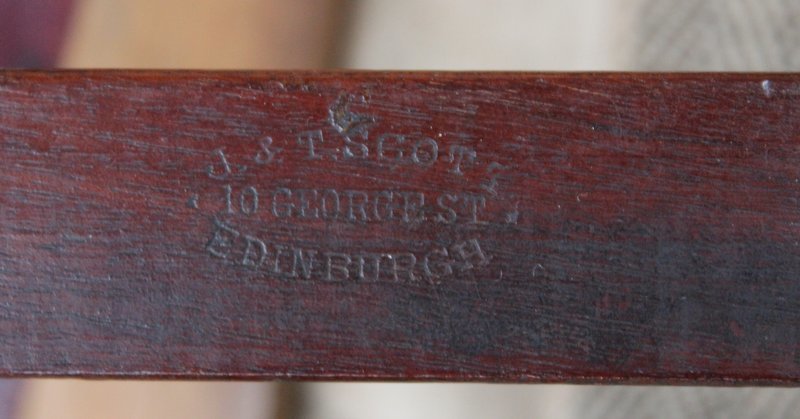 J. & T. SCOTT
10 GEORGE ST
EDINBURGH